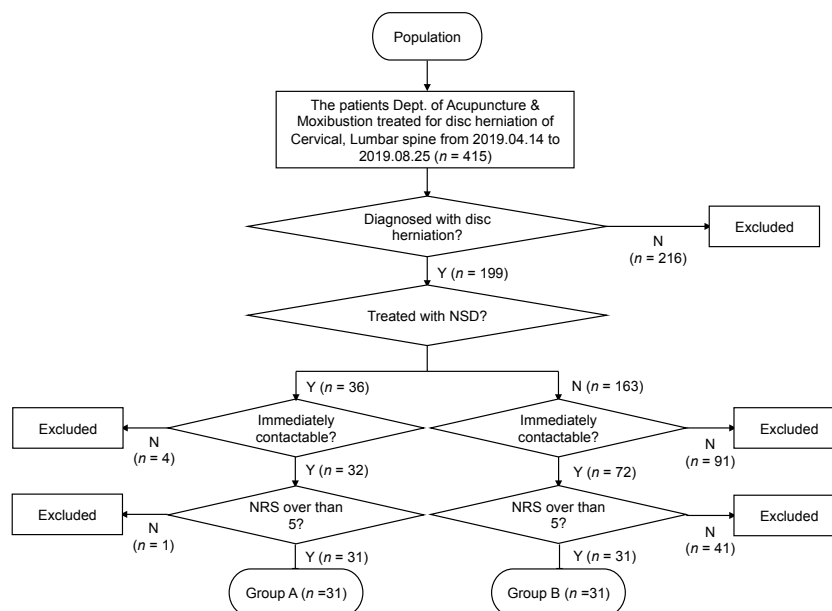 Population
The patients Dept. of Acupuncture &
Moxibustion treated for disc herniation of
Cervical, Lumbar spine from 2019.04.14 to
2019.08.25 (n = 415)
Diagnosed with disc
herniation?
Excluded
N
(n = 216)
Y (n = 199)
Treated with NSD?
Y (n = 36)
N (n = 163)
Excluded
Immediately
contactable?
Immediately
contactable?
Excluded
N
(n = 4)
N
(n = 91)
Y (n = 32)
Y (n = 72)
Excluded
NRS over than
5?
NRS over than
5?
Excluded
N
(n = 1)
N
(n = 41)
Y (n = 31)
Y (n = 31)
Group A (n =31)
Group B (n =31)